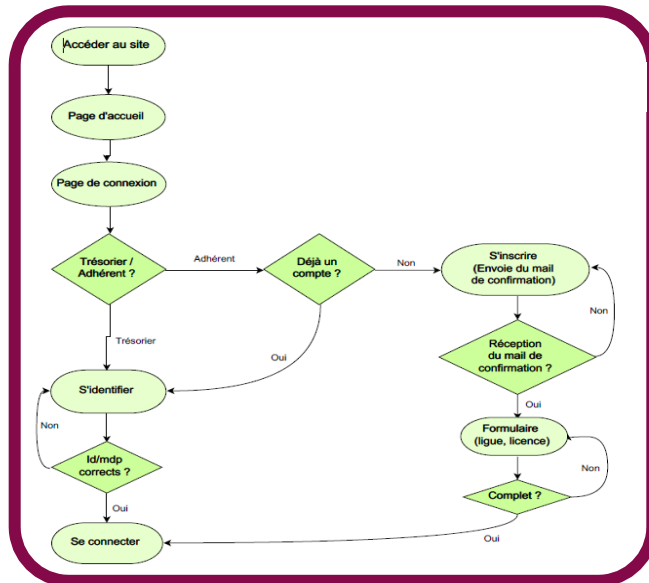 Accéder au site
Page d'accueil
Page de connexion
Trésorier /
Adhérent ?
Adhérent
Déjà un
compte ?
Non
S'inscrire
(Envoie du mail
de confirmation)
Non
Trésorier
Oui
Réception
du mail de
confirmation ?
S'identifier
Oui
Non
Formulaire
(ligue, licence)
Id/mdp
corrects ?
Non
Complet ?
Oui
Se connecter
Oui